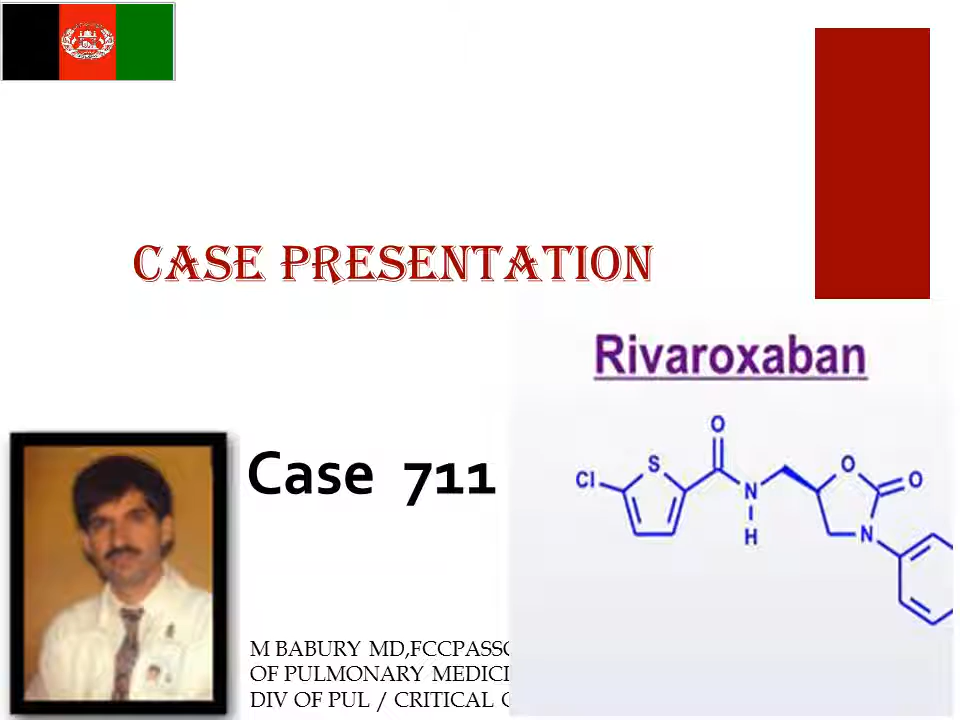 CASE PRESENTATION
Rivaroxaban
Case 711
O
Cl
S
N
H
O
O
N
M BABURY MD,FCCPASSO
OF PULMONARY MEDICI
DIV OF PUL / CRITICAL